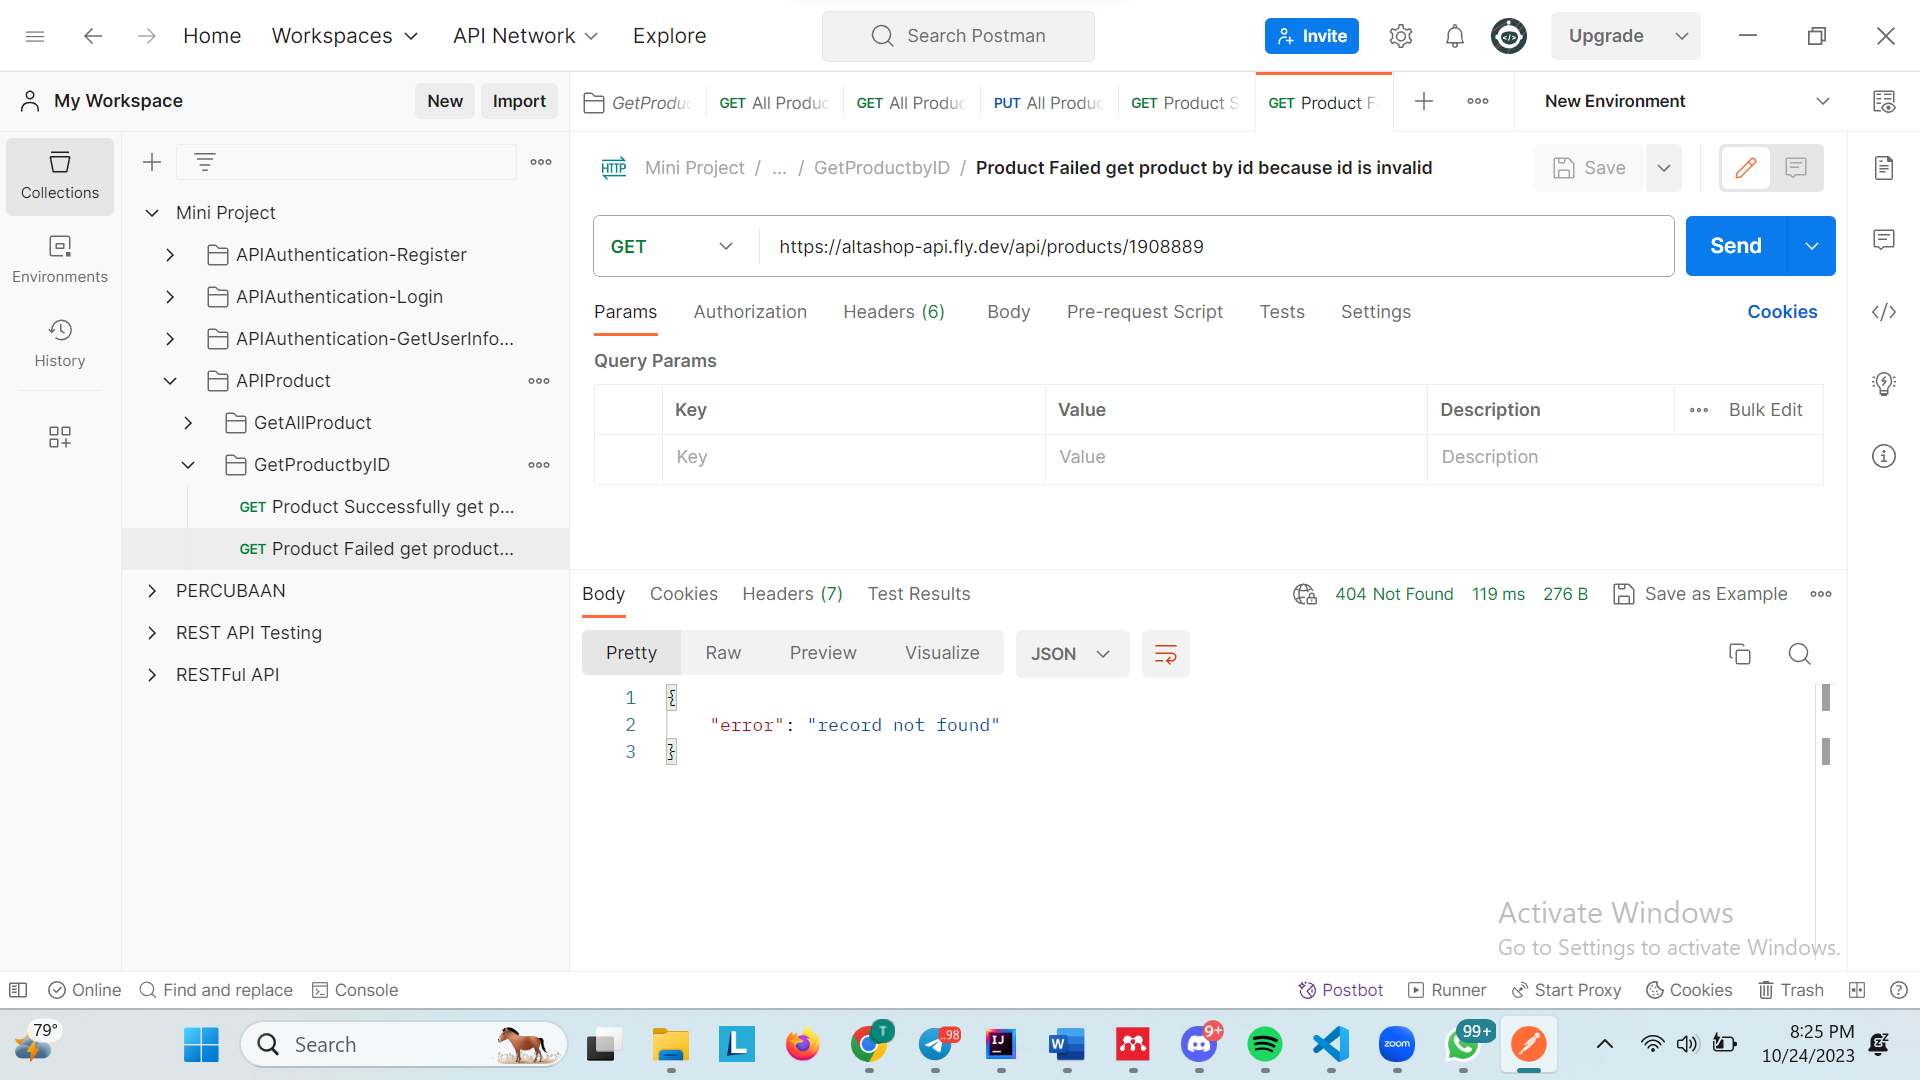 Home
Workspaces
API Network
Explore
Search Postman
Invite
Upgrade
My Workspace
New
Import
GetProduc
GET All Produc
GET All Produc
PUT All Produc
GET Product S
GET Product F
New Environment
Collections
Environments
History
Mini Project
APIAuthentication-Register
APIAuthentication-Login
APIAuthentication-GetUserInfo...
APIProduct
GetAllProduct
GetProductbyID
GET Product Successfully get p...
GET Product Failed get product...
PERCUBAAN
REST API Testing
RESTFul API
HTTP Mini Project / ... / GetProductbyID / Product Failed get product by id because id is invalid
Save
GET
https://altashop-api.fly.dev/api/products/1908889
Send
Params
Authorization
Headers (6)
Body
Pre-request Script
Tests
Settings
Cookies
Query Params
Key
Value
Description
Bulk Edit
Key
Value
Description
Body
Cookies
Headers (7)
Test Results
404 Not Found
119 ms
276 B
Save as Example
Pretty
Raw
Preview
Visualize
JSON
1 {
2 "error": "record not found"
3 }
Activate Windows
Go to Settings to activate Windows.
Online
Find and replace
Console
Postbot
Runner
Start Proxy
Cookies
Trash
79°
Search
L
T
..98
IJ
W
9+
zoom
99+
8:25 PM
10/24/2023